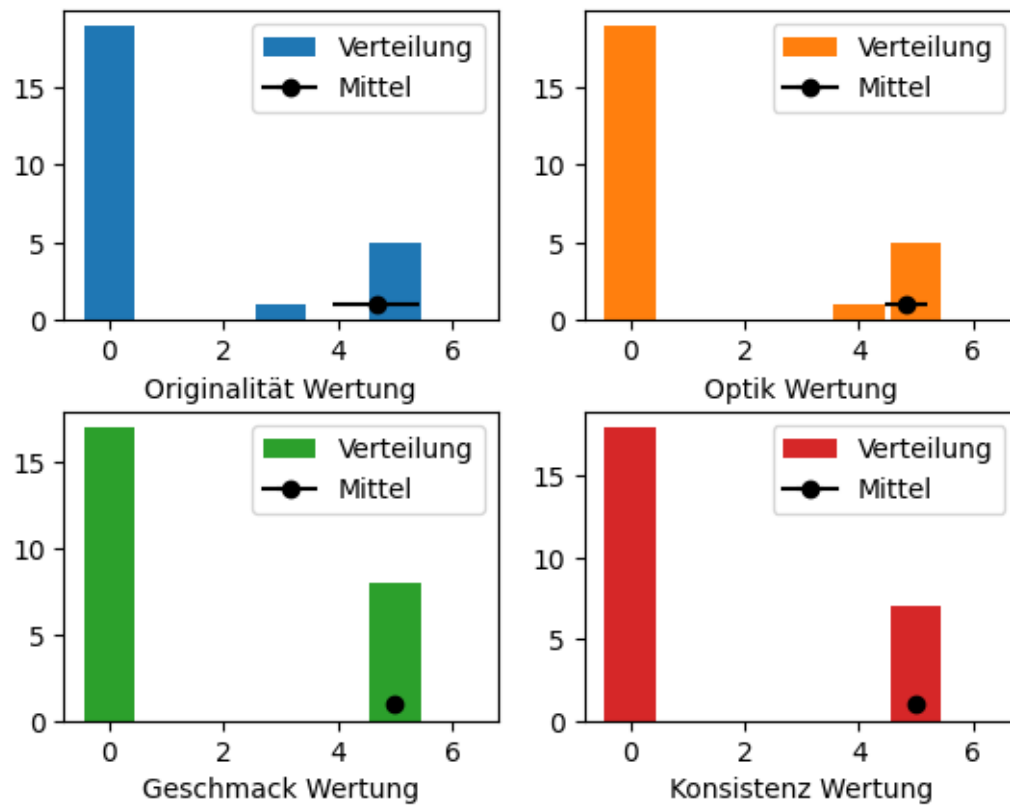 Verteilung
Mittel
15
10
5
0
0 2 4 6
Originalität Wertung
Verteilung
Mittel
15
10
5
0
0 2 4 6
Optik Wertung
Verteilung
Mittel
15
10
5
0
0 2 4 6
Geschmack Wertung
Verteilung
Mittel
15
10
5
0
0 2 4 6
Konsistenz Wertung